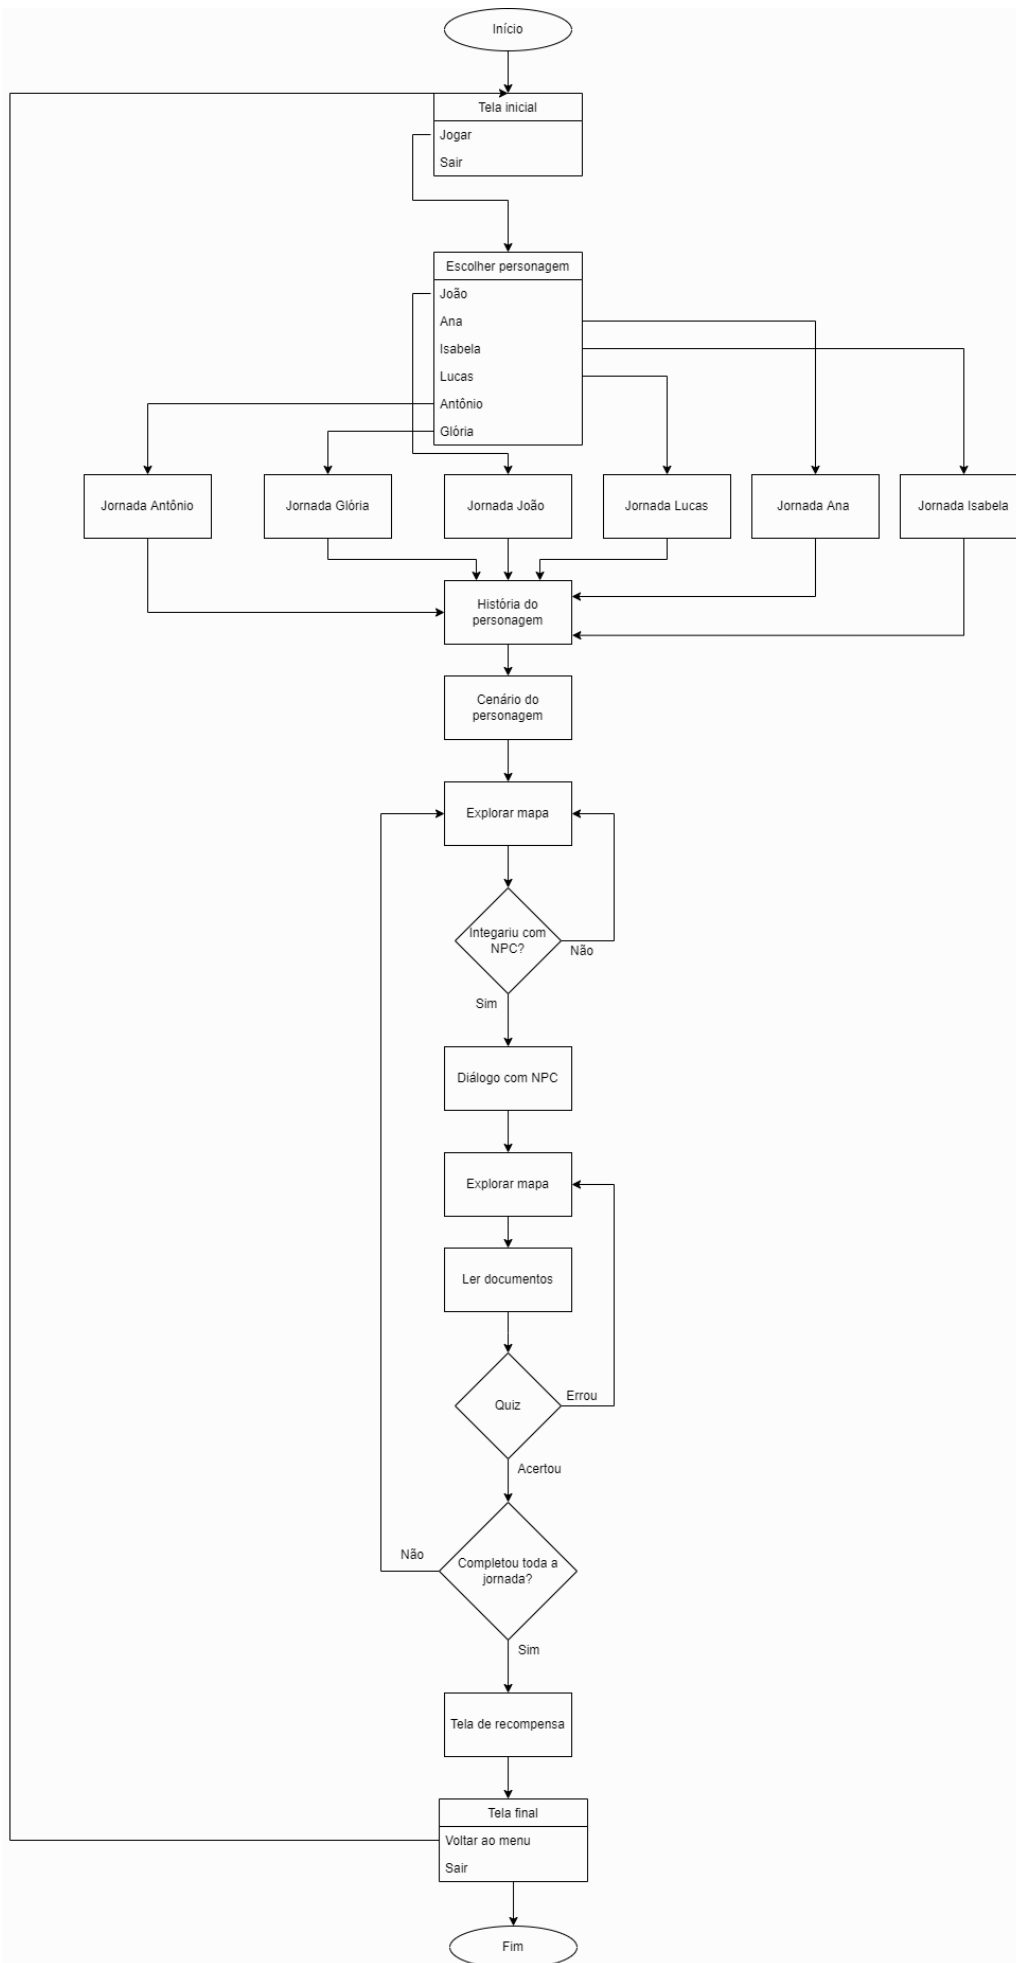 Início
Tela inicial
Jogar
Sair
Escolher personagem
João
Ana
Isabela
Lucas
Antônio
Glória
Jornada Antônio
Jornada Glória
Jornada João
Jornada Lucas
Jornada Ana
Jornada Isabela
História do
personagem
Cenário do
personagem
Explorar mapa
Integariu com
NPC?
Não
Sim
Diálogo com NPC
Explorar mapa
Ler documentos
Quiz
Errou
Acertou
Completou toda a
jornada?
Não
Sim
Tela de recompensa
Tela final
Voltar ao menu
Sair
Fim